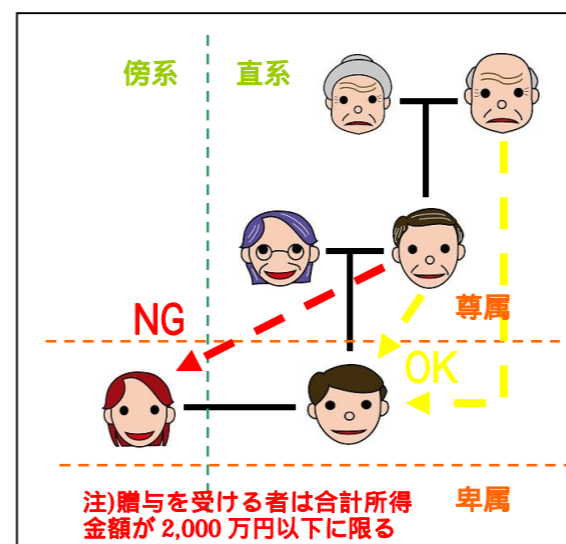 傍系
直系
NG
尊属
OK
注)贈与を受ける者は合計所得
金額が 2,000 万円以下に限る
卑属